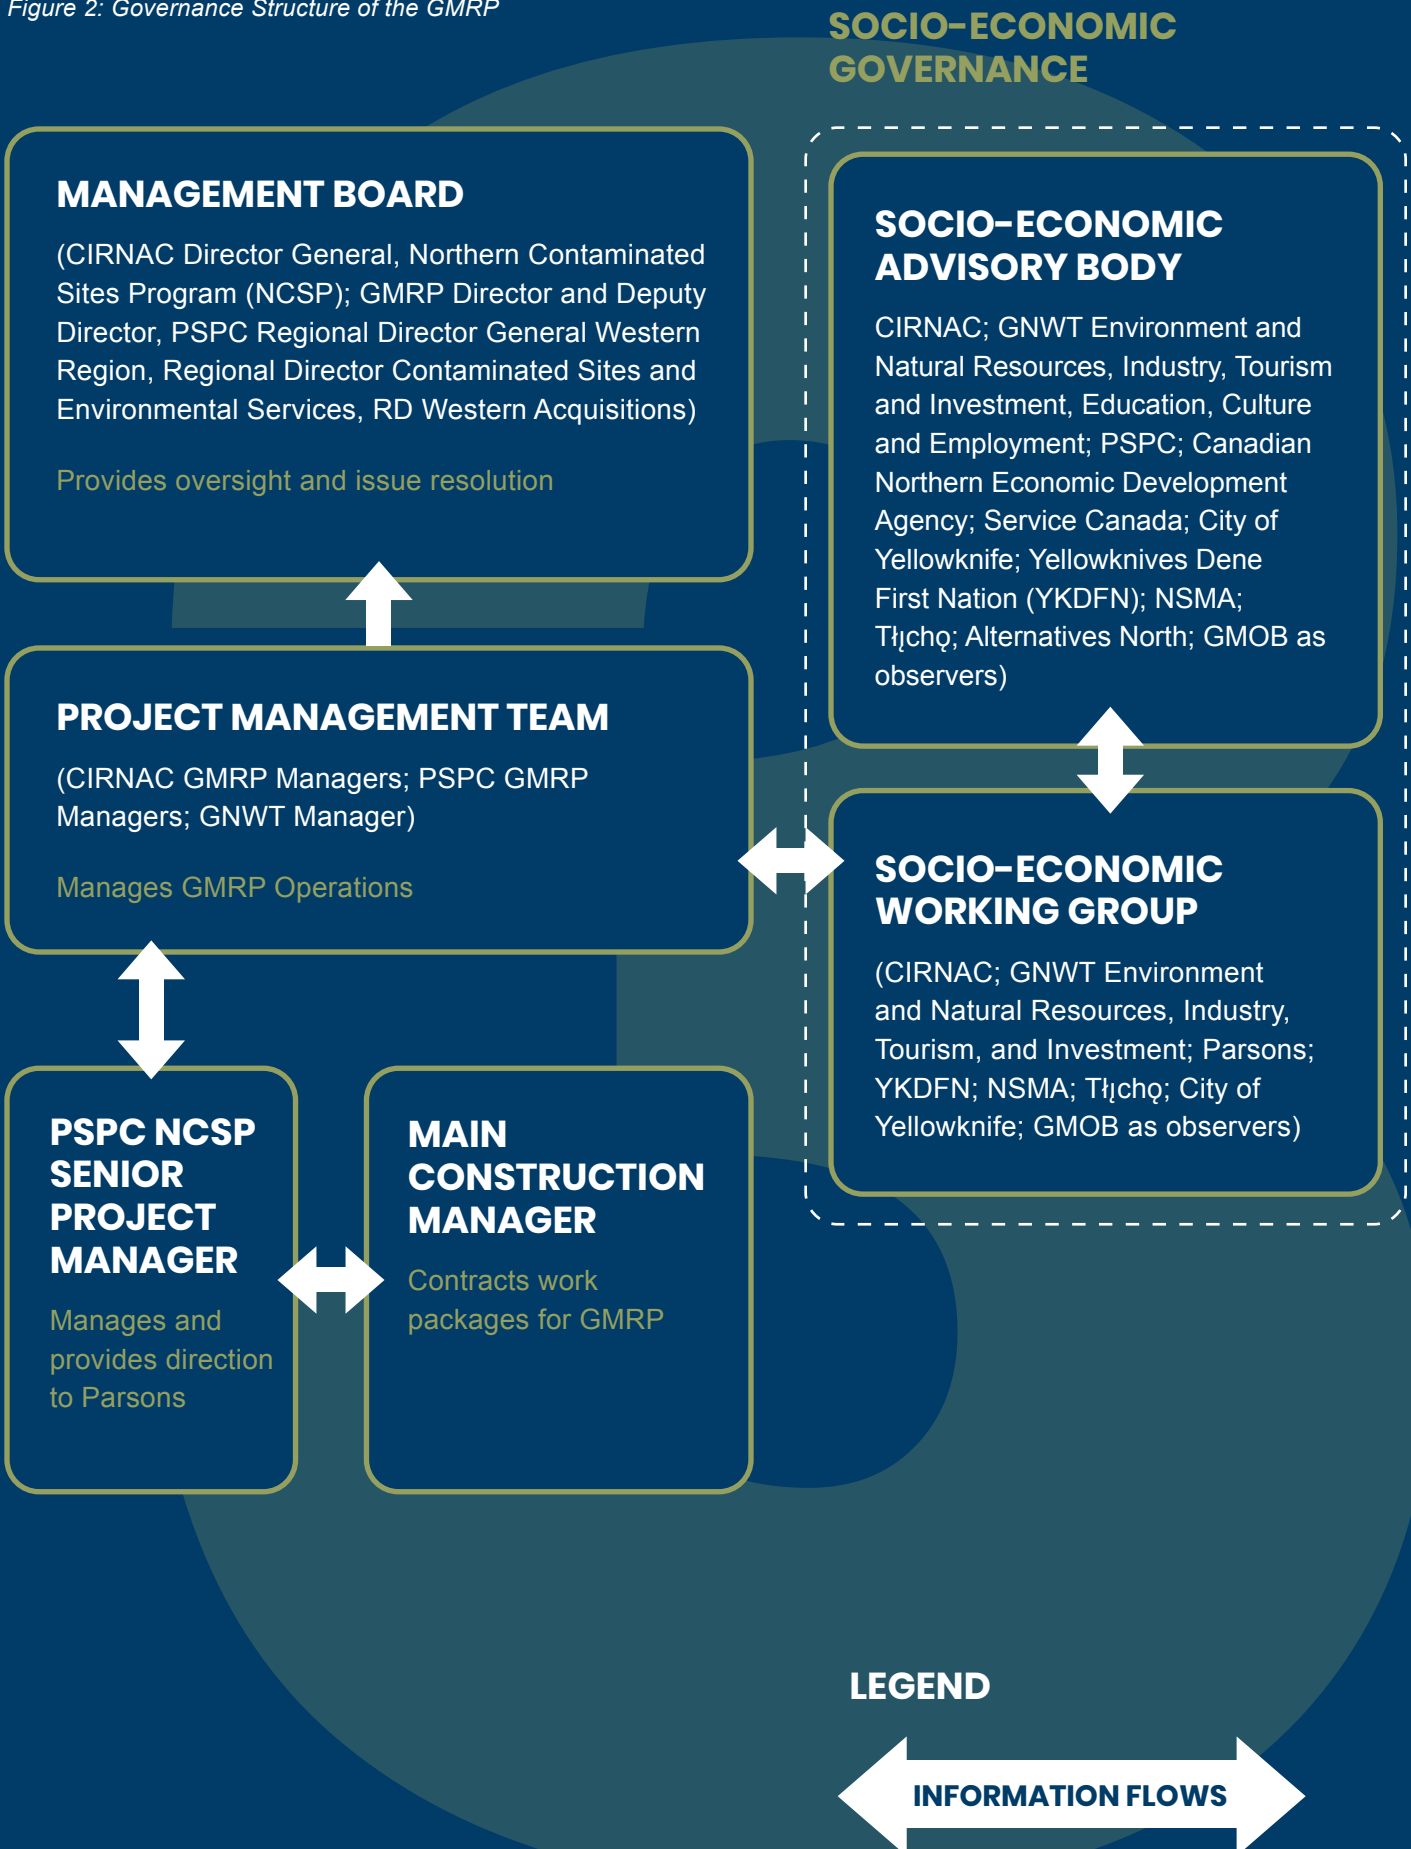 Figure 2: Governance Structure of the GMRP
MANAGEMENT BOARD
(CIRNAC Director General, Northern Contaminated
Sites Program (NCSP); GMRP Director and Deputy
Director, PSPC Regional Director General Western
Region, Regional Director Contaminated Sites and
Environmental Services, RD Western Acquisitions)
Provides oversight and issue resolution
PROJECT MANAGEMENT TEAM
(CIRNAC GMRP Managers; PSPC GMRP
Managers; GNWT Manager)
Manages GMRP Operations
PSPC NCSP
SENIOR
PROJECT
MANAGER
Manages and
provides direction
to Parsons
MAIN
CONSTRUCTION
MANAGER
Contracts work
packages for GMRP
SOCIO-ECONOMIC
GOVERNANCE
SOCIO-ECONOMIC
ADVISORY BODY
CIRNAC; GNWT Environment and
Natural Resources, Industry, Tourism
and Investment, Education, Culture
and Employment; PSPC; Canadian
Northern Economic Development
Agency; Service Canada; City of
Yellowknife; Yellowknives Dene
First Nation (YKDFN); NSMA;
Tłı̨chǫ; Alternatives North; GMOB as
observers)
SOCIO-ECONOMIC
WORKING GROUP
(CIRNAC; GNWT Environment
and Natural Resources, Industry,
Tourism, and Investment; Parsons;
YKDFN; NSMA; Tłı̨chǫ; City of
Yellowknife; GMOB as observers)
LEGEND
INFORMATION FLOWS